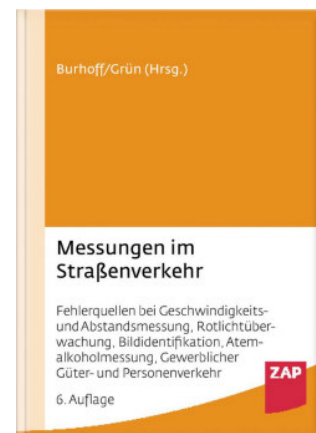 Burhoff/Grün (Hrsg.)
Messungen im
Straßenverkehr
Fehlerquellen bei Geschwindigkeits-
und Abstandsmessung, Rotlichtüber-
wachung, Bildidentifikation, Atem-
alkoholmessung, Gewerblicher
Güter- und Personenverkehr
ZAP
6. Auflage